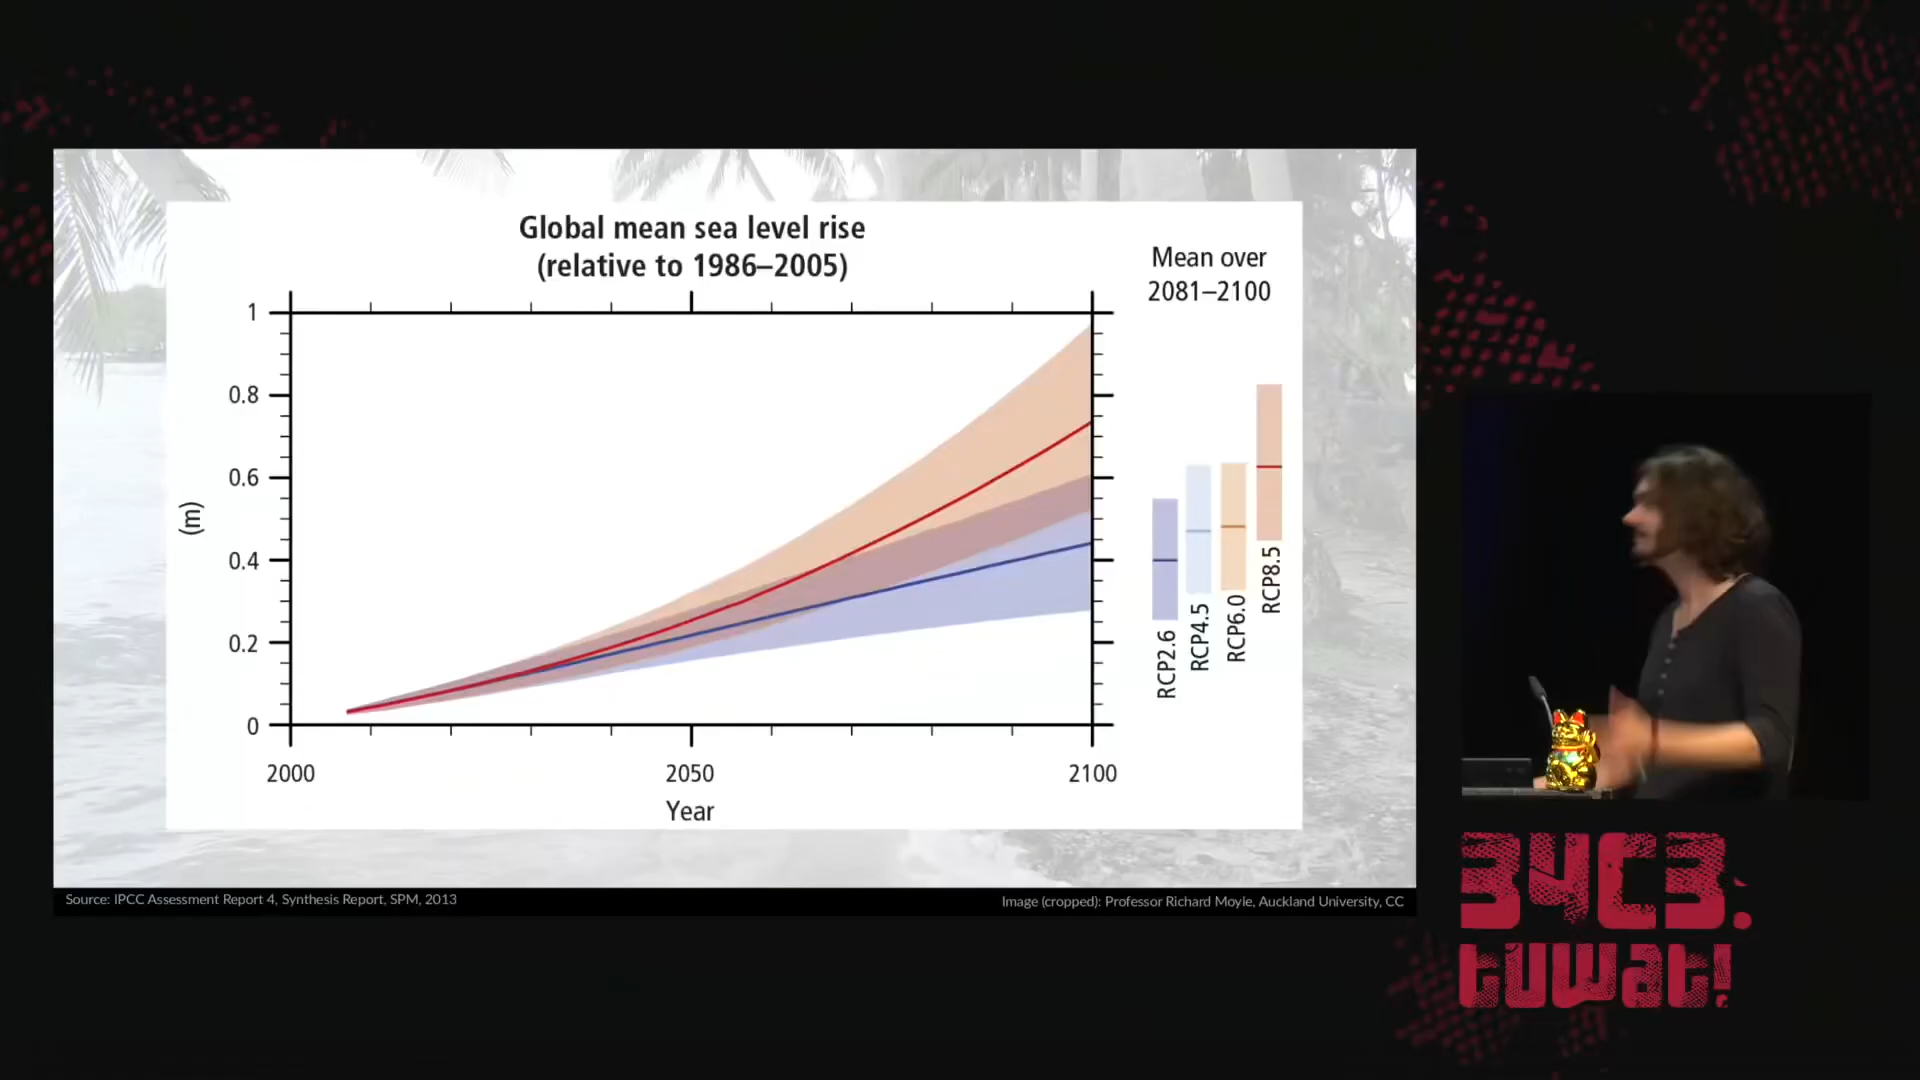 Global mean sea level rise
(relative to 1986–2005)
Mean over
2081–2100
1
0.8
0.6
0.4
0.2
0
(m)
2000
2050
2100
Year
RCP2.6
RCP4.5
RCP6.0
RCP8.5
Source: IPCC Assessment Report 4, Synthesis Report, SPM, 2013
Image (cropped): Professor Richard Moyle, Auckland University, CC
34C3.
tuwat!